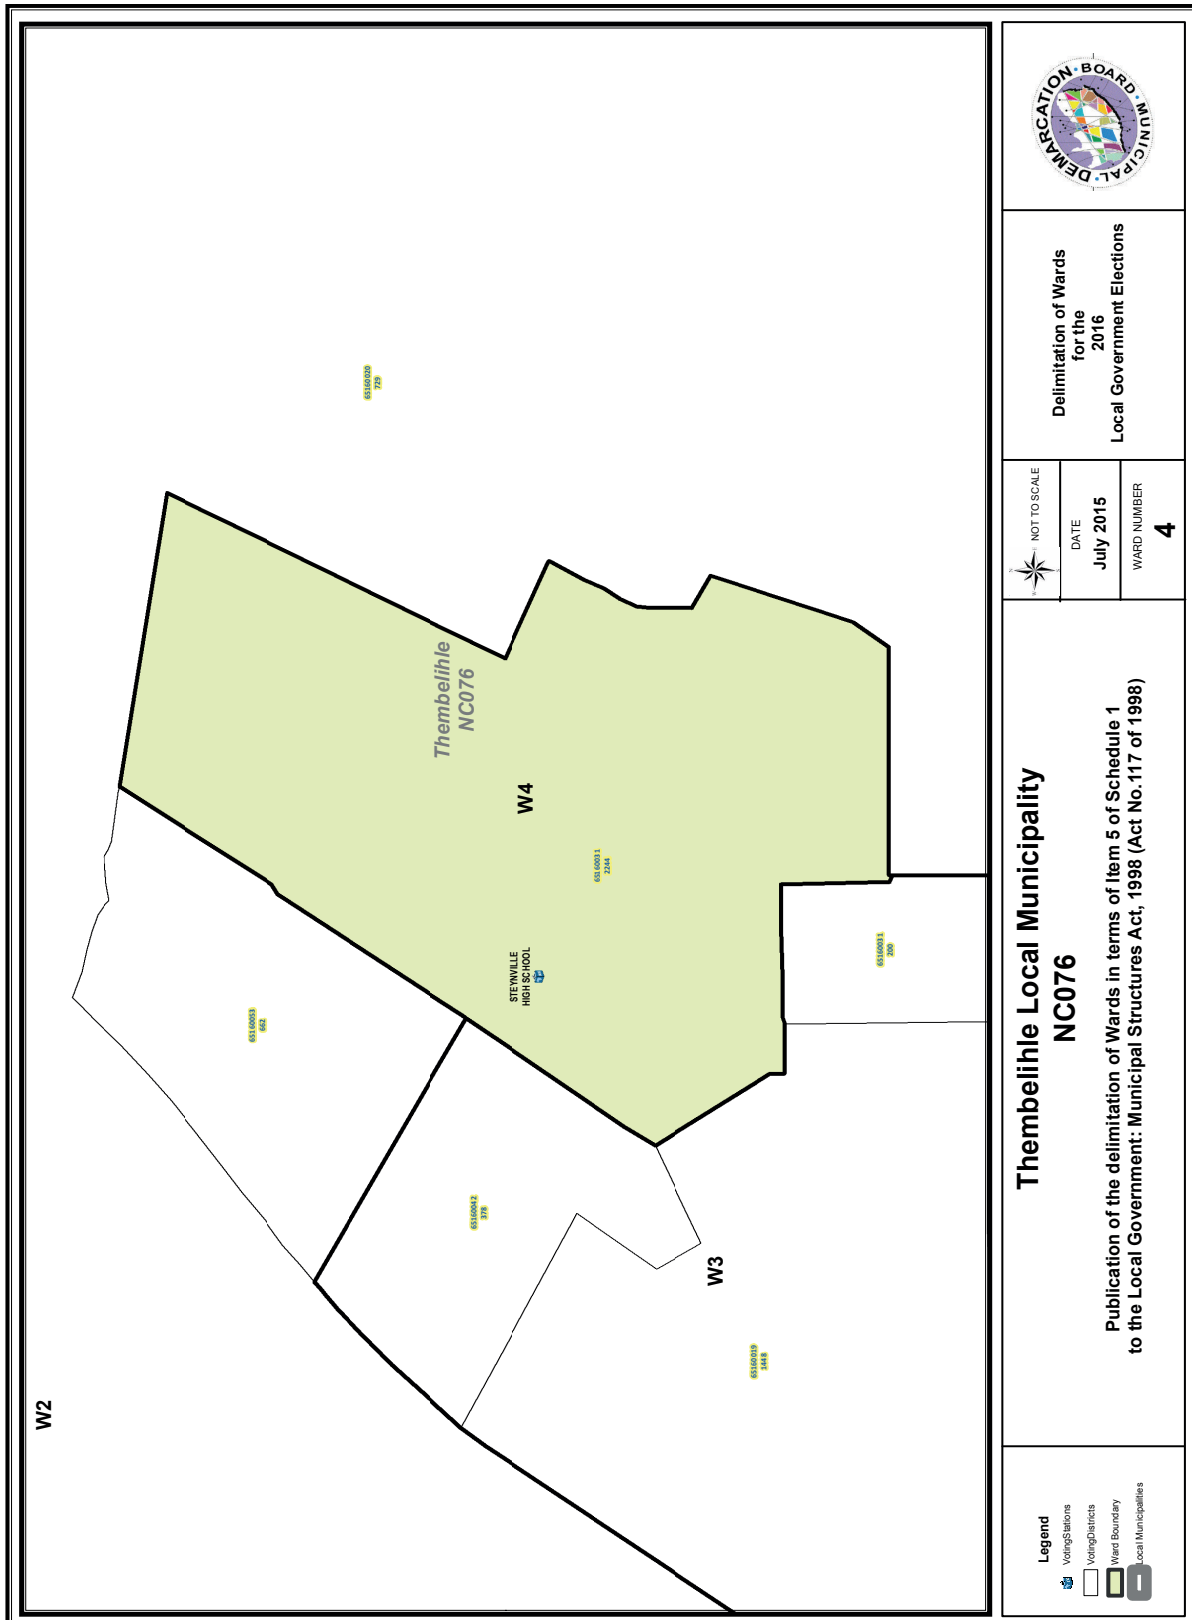 W2
65160020
729
Thembelihle
NC076
W4
65160031
2244
STEYNVILLE
HIGH SCHOOL
65160053
662
65160031
200
65160042
378
W3
65160019
1448
Legend
VotingStations
VotingDistricts
Ward Boundary
Local Municipalities
Thembelihle Local Municipality
NC076
Publication of the delimitation of Wards in terms of Item 5 of Schedule 1
to the Local Government: Municipal Structures Act, 1998 (Act No.117 of 1998)
NOT TO SCALE
DATE
July 2015
WARD NUMBER
4
Delimitation of Wards
for the
2016
Local Government Elections
MUNICIPAL · DEMARCATION · BOARD ·